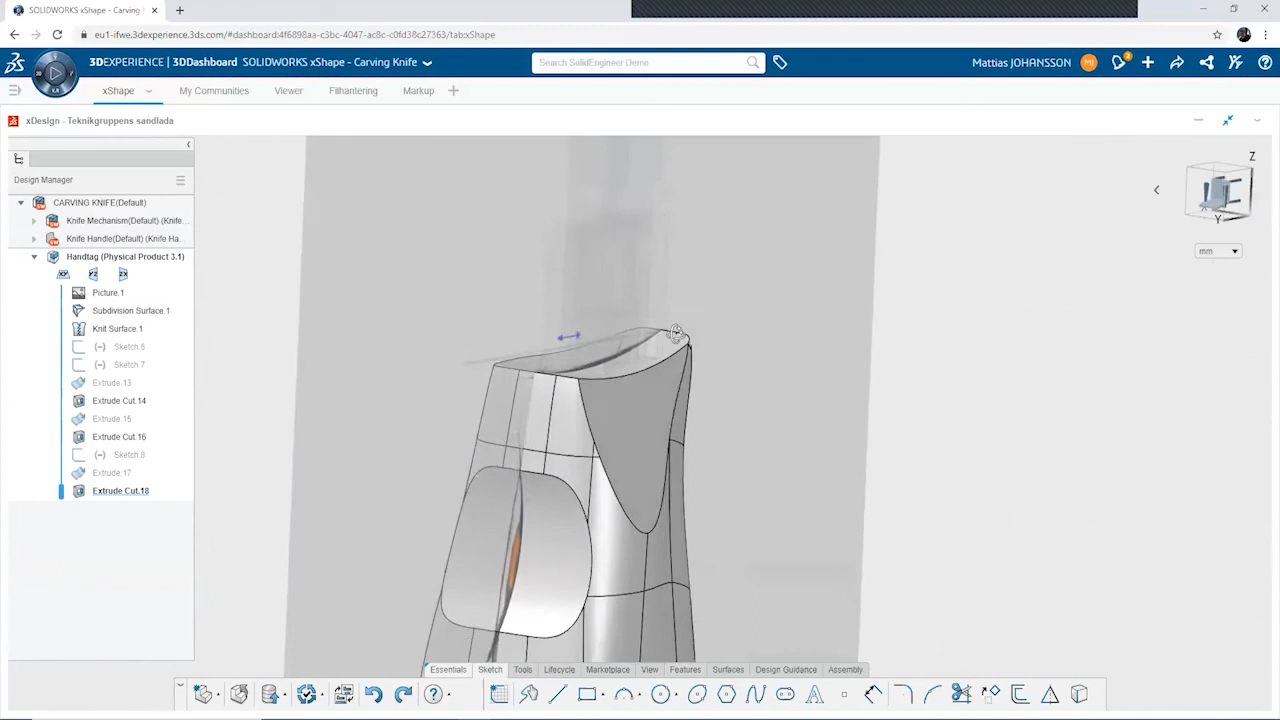 SOLIDWORKS xShape - Carving
eu1-ifwe.3dexperience.3ds.com/#dashboard:4f6898aa-c3bc-4047-ac8c-c0fd38c27363/tab:xShape
3DEXPERIENCE | 3DDashboard SOLIDWORKS xShape - Carving Knife
Search SolidEngineer Demo
Mattias JOHANSSON MJ 2
xShape My Communities Viewer Filhantering Markup
xDesign - Teknikgruppens sandlada
Design Manager
CARVING KNIFE(Default)
Knife Mechanism(Default) (Knife...
Knife Handle(Default) (Knife Ha...
Handtag (Physical Product 3.1)
Picture.1
Subdivision Surface.1
Knit Surface.1
(-) Sketch.6
(-) Sketch.7
Extrude.13
Extrude Cut.14
Extrude.15
Extrude Cut.16
(-) Sketch.8
Extrude.17
Extrude Cut.18
Z
X
Y
mm
Essentials Sketch Tools Lifecycle Marketplace View Features Surfaces Design Guidance Assembly